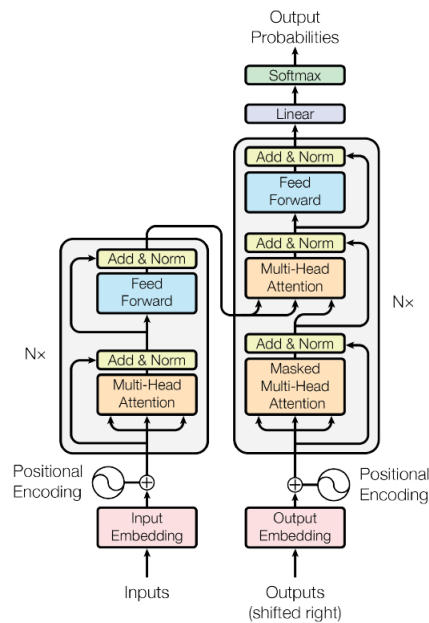 Output
Probabilities
Softmax
Linear
Add & Norm
Feed
Forward
Add & Norm
Multi-Head
Attention
Nx
Add & Norm
Masked
Multi-Head
Attention
Add & Norm
Feed
Forward
Nx
Add & Norm
Multi-Head
Attention
Positional
Encoding
Positional
Encoding
Input
Embedding
Output
Embedding
Inputs
Outputs
(shifted right)